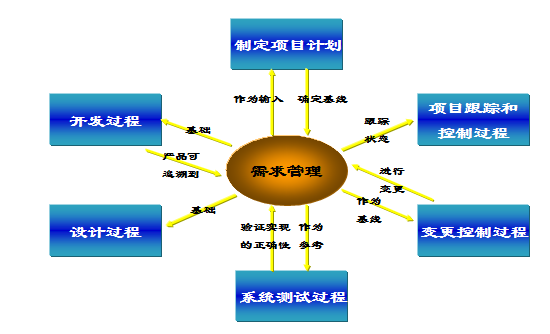 制定项目计划
作为输入
确定基线
开发过程
基础
跟踪
状态
项目跟踪和
控制过程
产品可
追溯到
需求管理
进行
变更
设计过程
基础
验证实现
的正确性
作为
参考
作为
基线
变更控制过程
系统测试过程